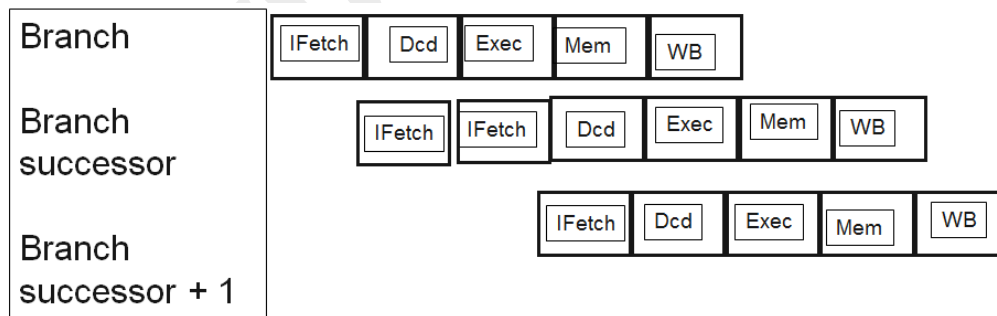 Branch
IFetch Dcd Exec Mem WB
Branch
successor
IFetch IFetch Dcd Exec Mem WB
Branch
successor + 1
IFetch Dcd Exec Mem WB